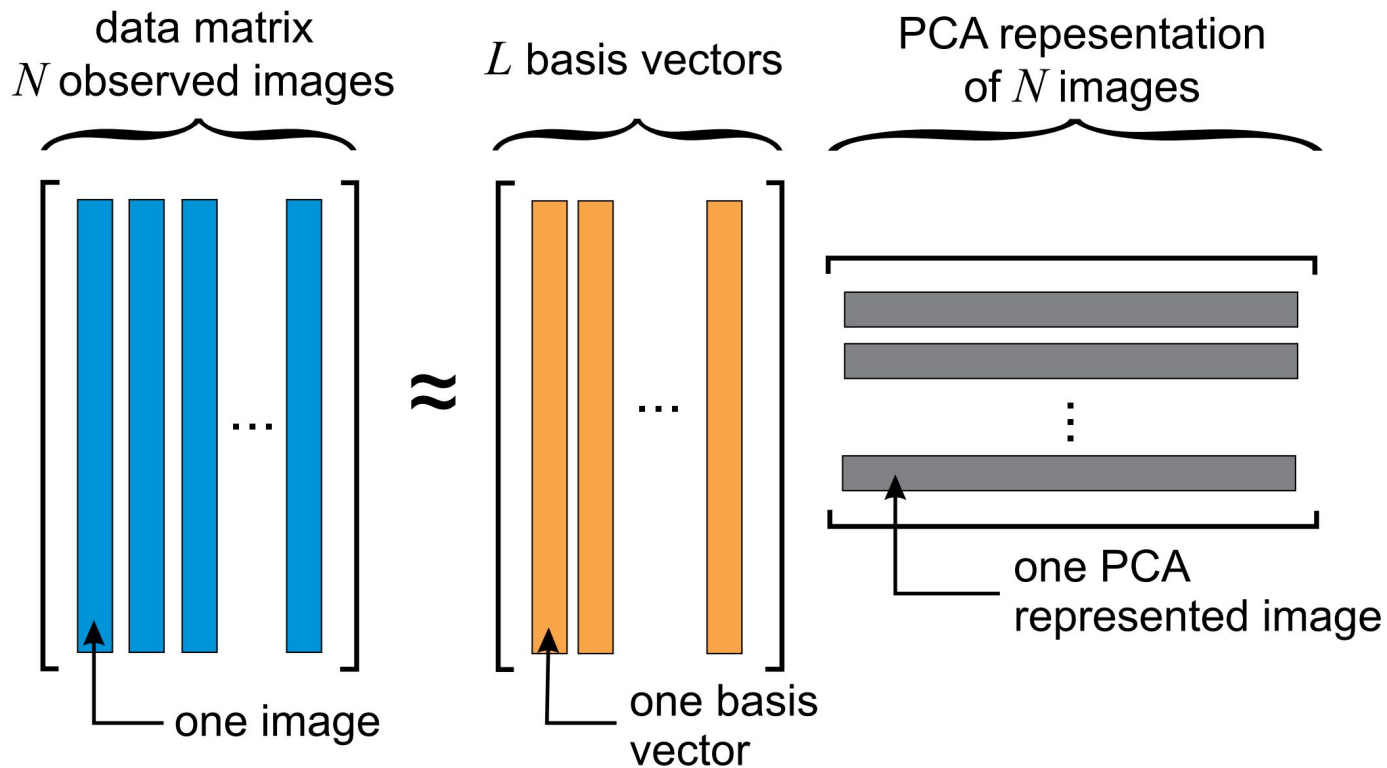 data matrix
N observed images
L basis vectors
PCA repesentation
of N images
...
...
≈
⋮
one image
one basis
vector
one PCA
represented image